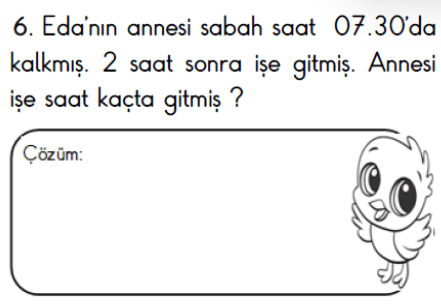 6. Eda'nın annesi sabah saat 07.30'da
kalkmış. 2 saat sonra işe gitmiş. Annesi
işe saat kaçta gitmiş ?
Çözüm: